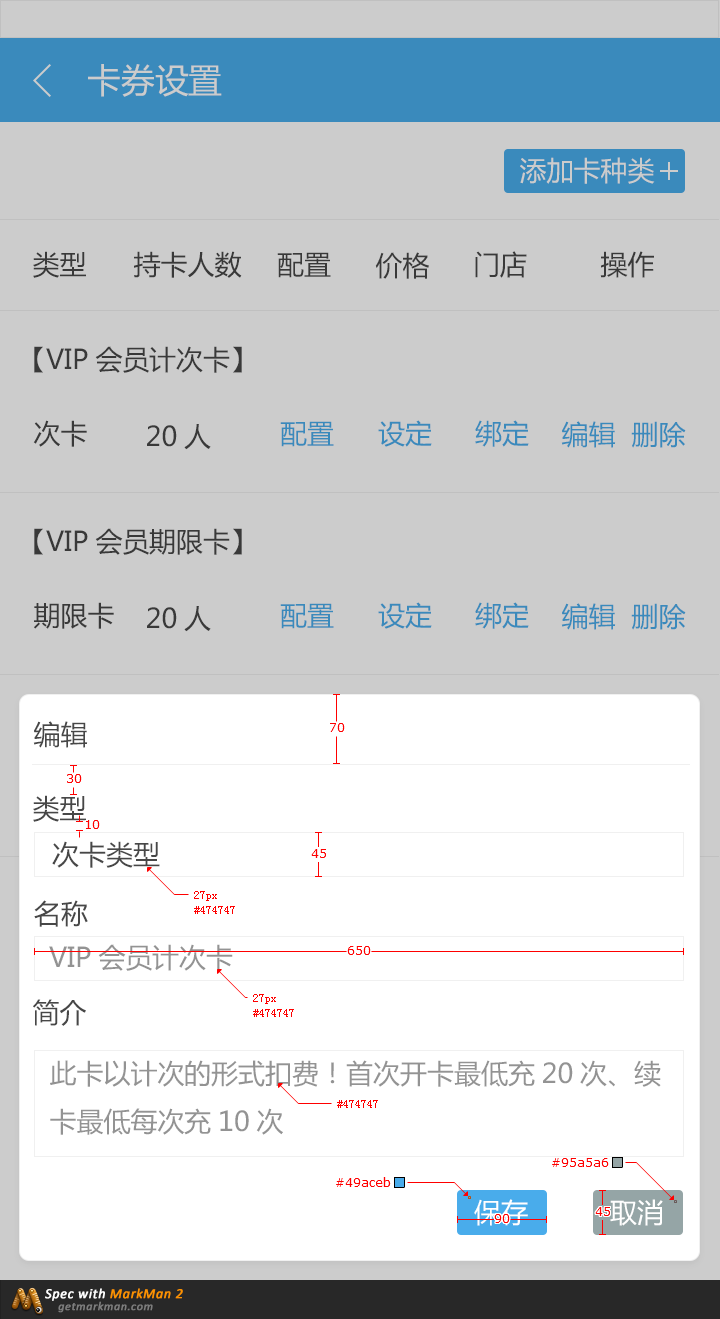 卡券设置
添加卡种类+
类型 持卡人数 配置 价格 门店 操作
【VIP 会员计次卡】
次卡 20 人 配置 设定 绑定 编辑 删除
【VIP 会员期限卡】
期限卡 20 人 配置 设定 绑定 编辑 删除
编辑
70
30
类型
10
次卡类型
45
27px
#474747
名称
650
VIP 会员计次卡
27px
#474747
简介
此卡以计次的形式扣费！首次开卡最低充 20 次、续
卡最低每次充 10 次
#474747
#95a5a6
#49aceb
保存
90
45
取消
Spec with MarkMan 2
getmarkman.com